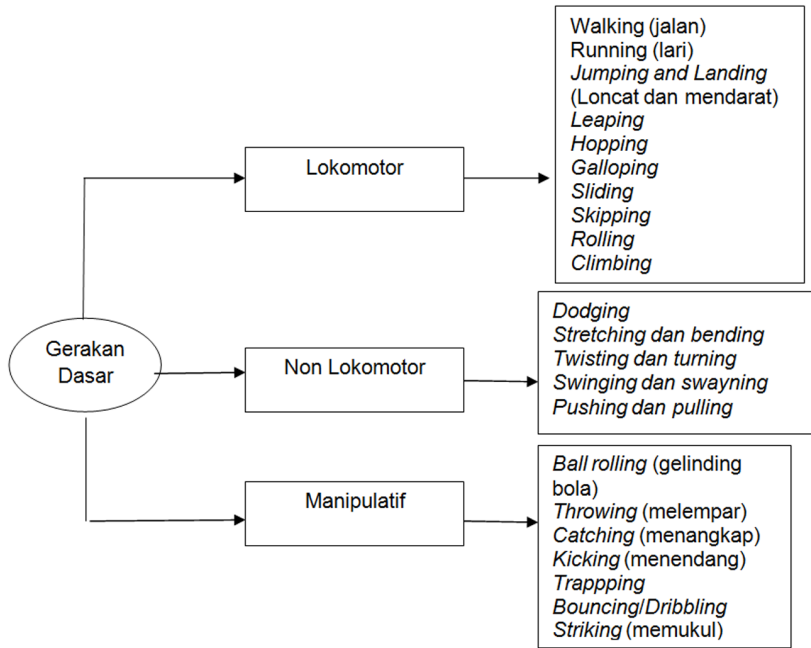 Gerakan
Dasar
Lokomotor
Walking (jalan)
Running (lari)
Jumping and Landing
(Loncat dan mendarat)
Leaping
Hopping
Galloping
Sliding
Skipping
Rolling
Climbing
Non Lokomotor
Dodging
Stretching dan bending
Twisting dan turning
Swinging dan swayning
Pushing dan pulling
Manipulatif
Ball rolling (gelinding
bola)
Throwing (melempar)
Catching (menangkap)
Kicking (menendang)
Trappping
Bouncing/Dribbling
Striking (memukul)